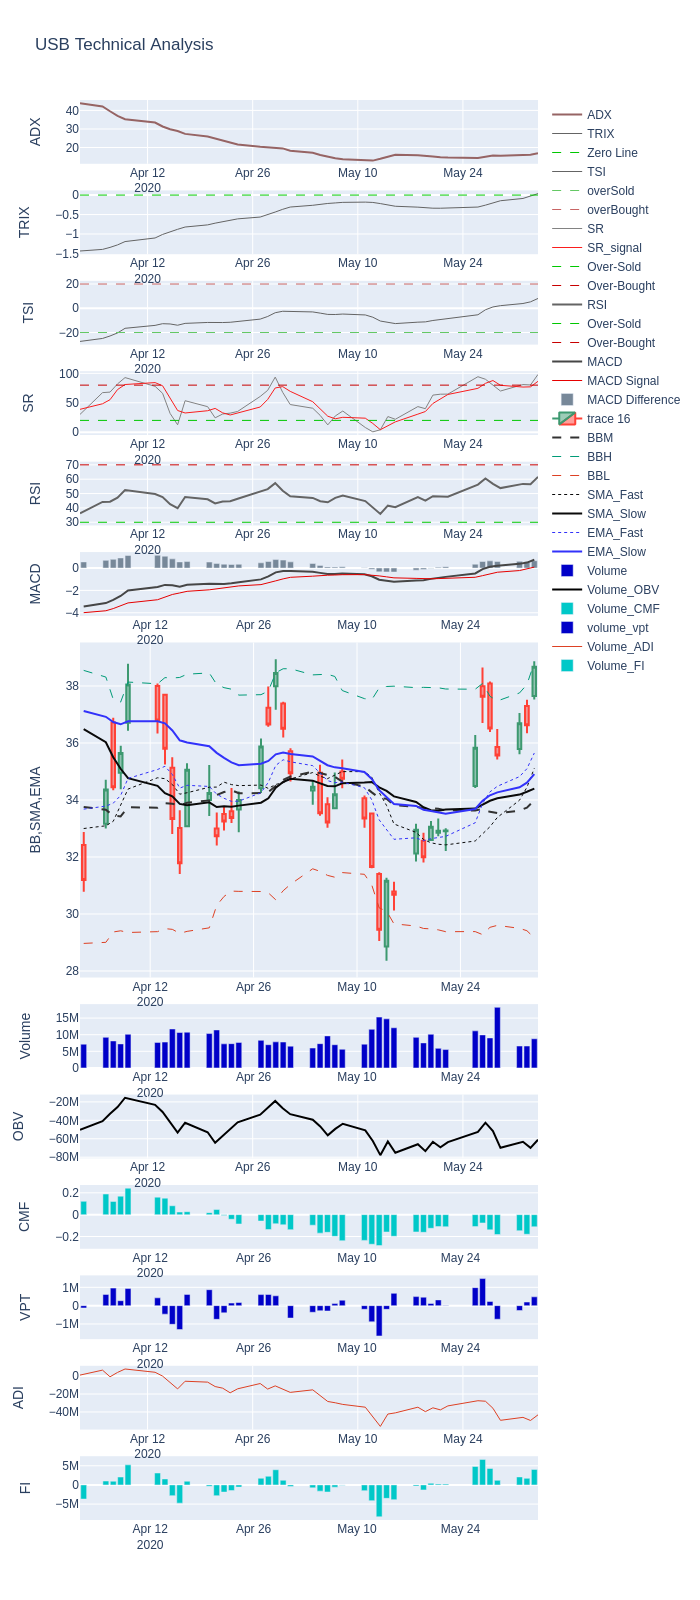 USB Technical Analysis
ADX
40
30
20
Apr 12
2020
Apr 26
May 10
May 24
TRIX
0
−0.5
−1
−1.5
Apr 12
2020
Apr 26
May 10
May 24
TSI
20
0
−20
Apr 12
2020
Apr 26
May 10
May 24
SR
100
50
0
Apr 12
2020
Apr 26
May 10
May 24
RSI
70
60
50
40
30
Apr 12
2020
Apr 26
May 10
May 24
MACD
0
−2
−4
Apr 12
2020
Apr 26
May 10
May 24
BB,SMA,EMA
38
36
34
32
30
28
Apr 12
2020
Apr 26
May 10
May 24
Volume
15M
10M
5M
0
Apr 12
2020
Apr 26
May 10
May 24
OBV
−20M
−40M
−60M
−80M
Apr 12
2020
Apr 26
May 10
May 24
CMF
0.2
0
−0.2
Apr 12
2020
Apr 26
May 10
May 24
VPT
1M
0
−1M
Apr 12
2020
Apr 26
May 10
May 24
ADI
0
−20M
−40M
Apr 12
2020
Apr 26
May 10
May 24
FI
5M
0
−5M
Apr 12
2020
Apr 26
May 10
May 24
ADX
TRIX
Zero Line
TSI
overSold
overBought
SR
SR_signal
Over-Sold
Over-Bought
RSI
Over-Sold
Over-Bought
MACD
MACD Signal
MACD Difference
trace 16
BBM
BBH
BBL
SMA_Fast
SMA_Slow
EMA_Fast
EMA_Slow
Volume
Volume_OBV
Volume_CMF
volume_vpt
Volume_ADI
Volume_FI